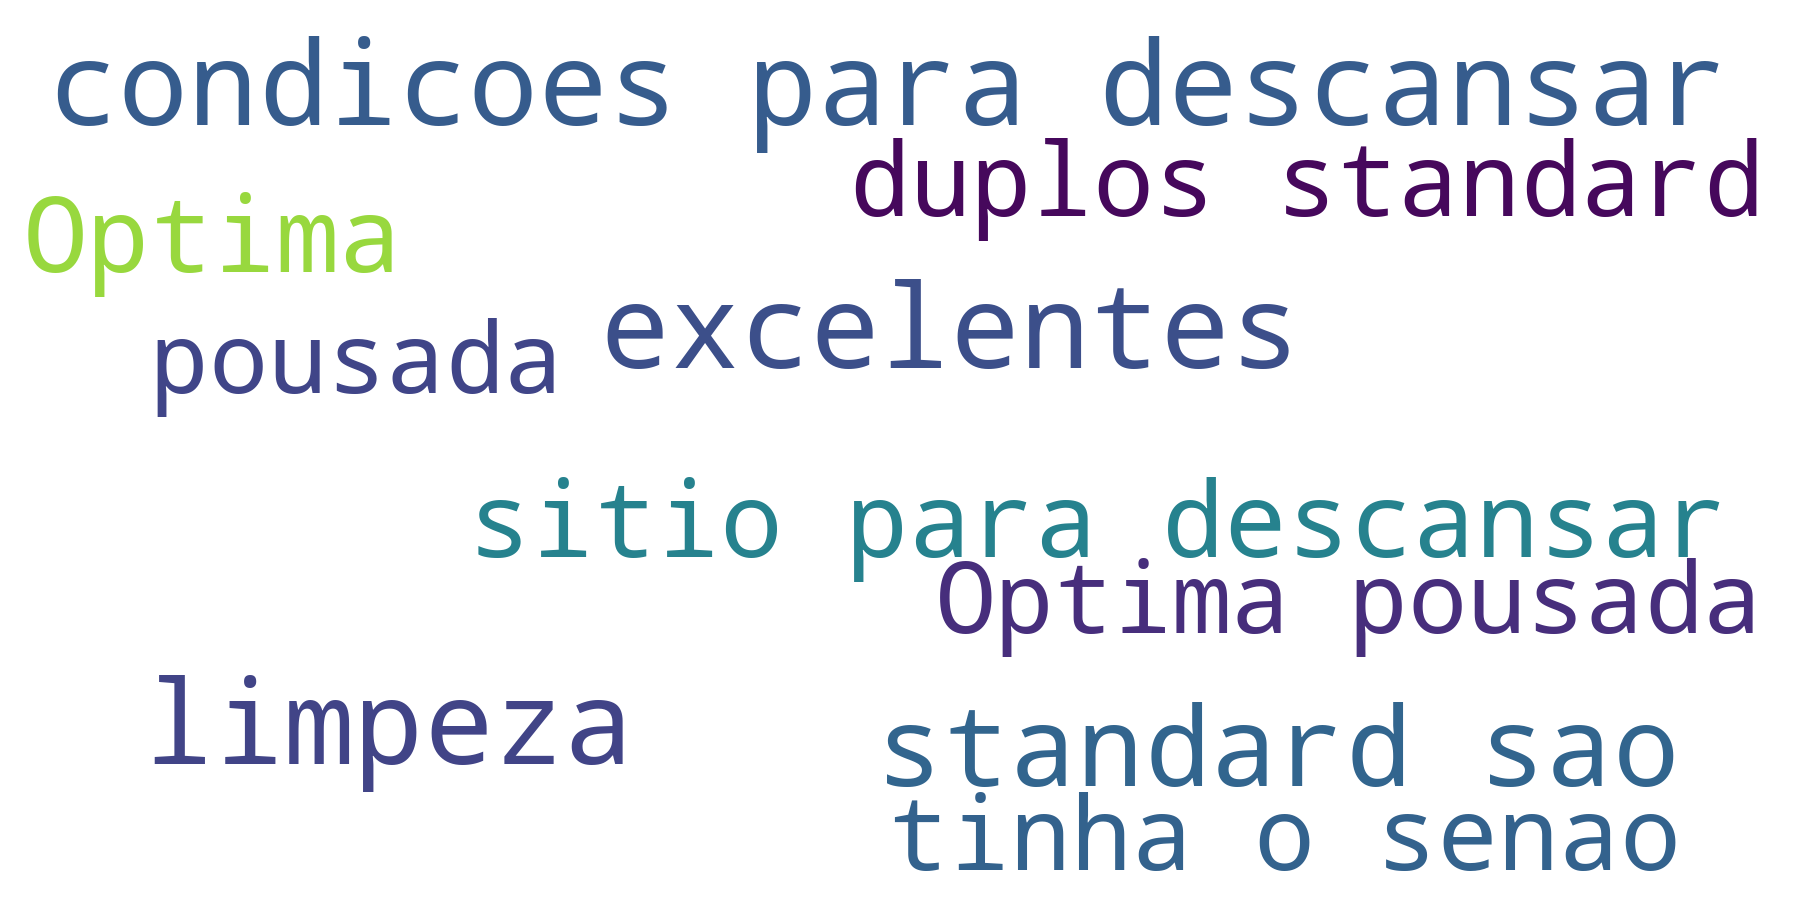 condicoes para descansar
duplos standard
Optima
excelentes
pousada
sitio para descansar
Optima pousada
limpeza
standard sao
tinha o senao